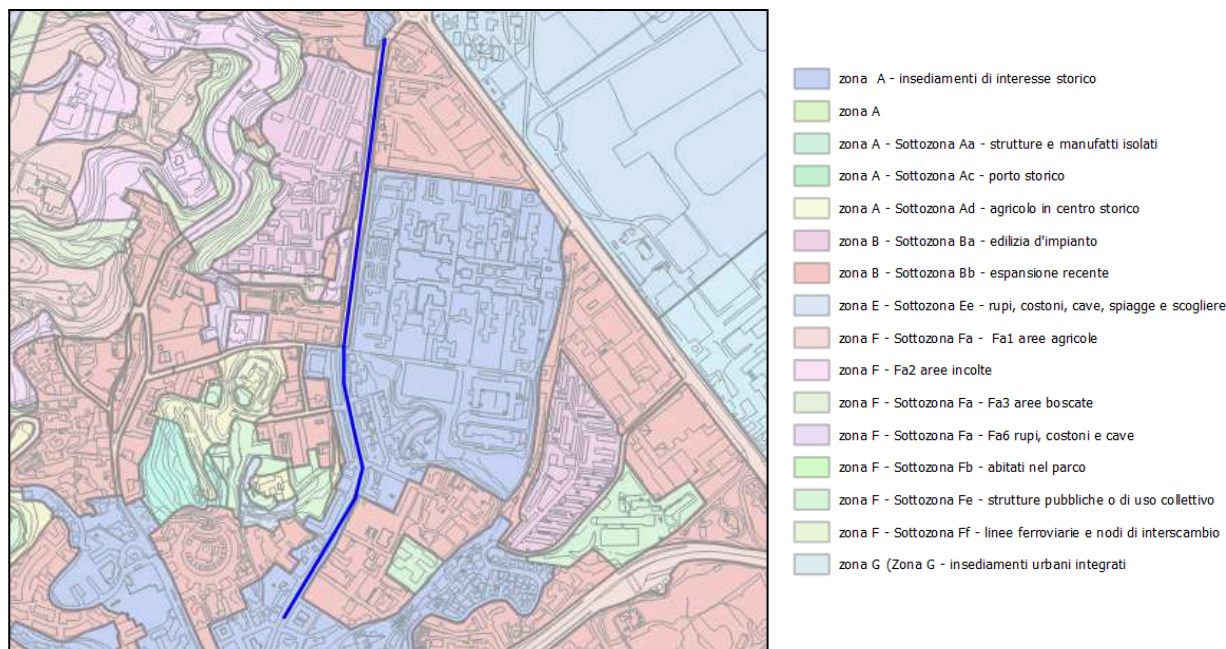 zona A - insediamenti di interesse storico
zona A
zona A - Sottozona Aa - strutture e manufatti isolati
zona A - Sottozona Ac - porto storico
zona A - Sottozona Ad - agricolo in centro storico
zona B - Sottozona Ba - edilizia d'impianto
zona B - Sottozona Bb - espansione recente
zona E - Sottozona Ee - rupi, costoni, cave, spiagge e scogliere
zona F - Sottozona Fa - Fa1 aree agricole
zona F - Fa2 aree incolte
zona F - Sottozona Fa - Fa3 aree boscate
zona F - Sottozona Fa - Fa6 rupi, costoni e cave
zona F - Sottozona Fb - abitati nel parco
zona F - Sottozona Fe - strutture pubbliche o di uso collettivo
zona F - Sottozona Ff - linee ferroviarie e nodi di interscambio
zona G (Zona G - insediamenti urbani integrati